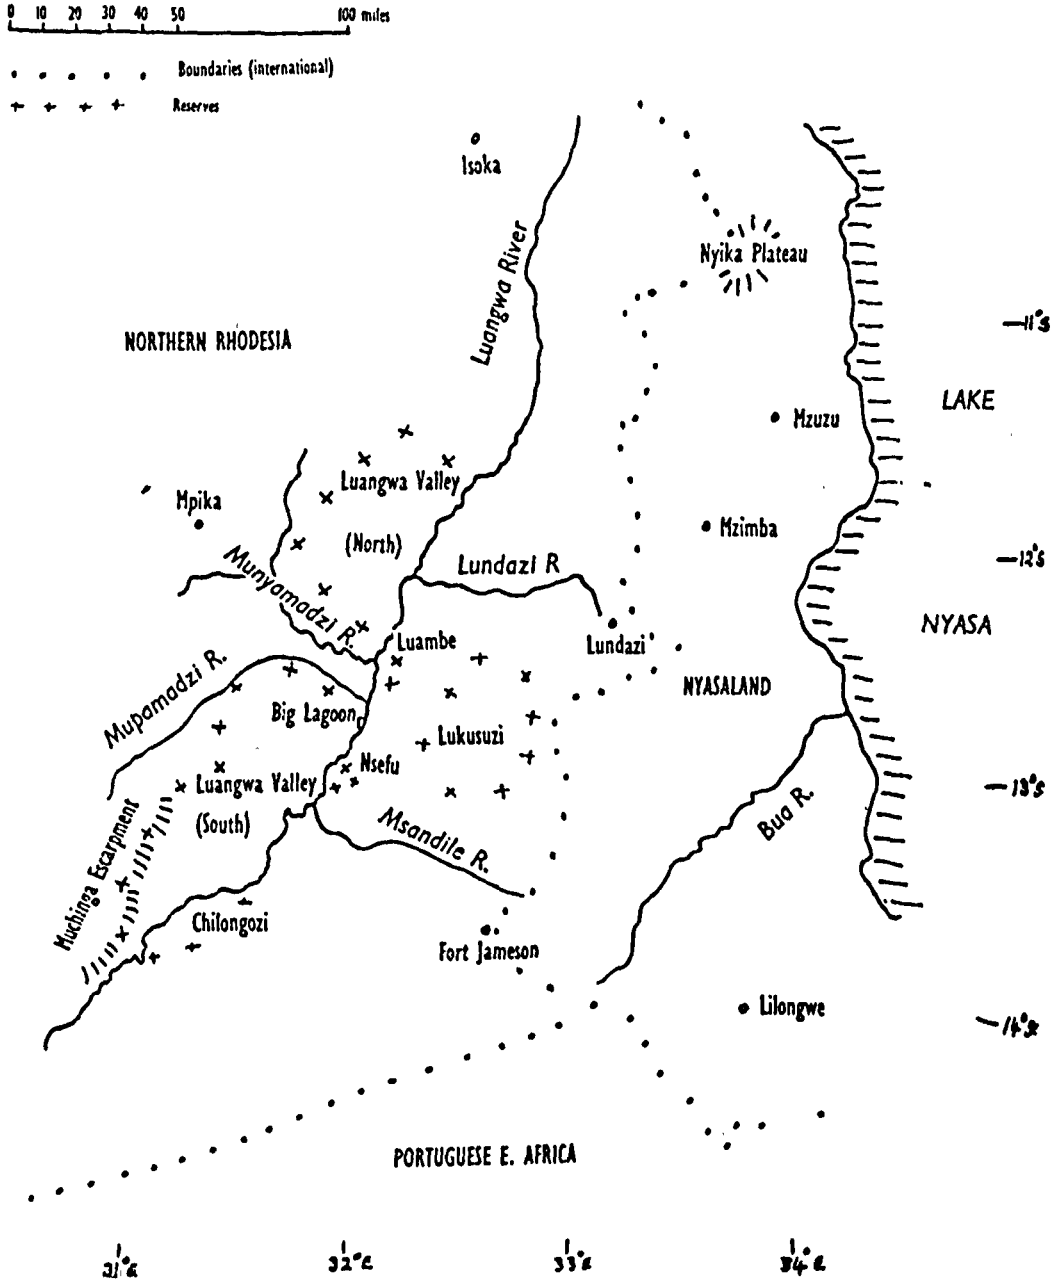 0 10 20 30 40 50 100 miles
Boundaries (international)
Reserves
Isoka
Luangwa River
Nyika Plateau
NORTHERN RHODESIA
11°S
LAKE
Mzuzu
Luangwa Valley
(North)
Mpika
Mzimba
12°S
Munyamadzi R.
Lundazi R
NYASA
Lundazi
Luambe
Mupamadzi R.
NYASALAND
Big Lagoon
Lukusuzi
Nsefu
Luangwa Valley
(South)
13°S
Bua R.
Msandile R.
Muchinga Escarpment
Chilongozi
Fort Jameson
Lilongwe
14°S
PORTUGUESE E. AFRICA
31°E 32°E 33°E 34°E